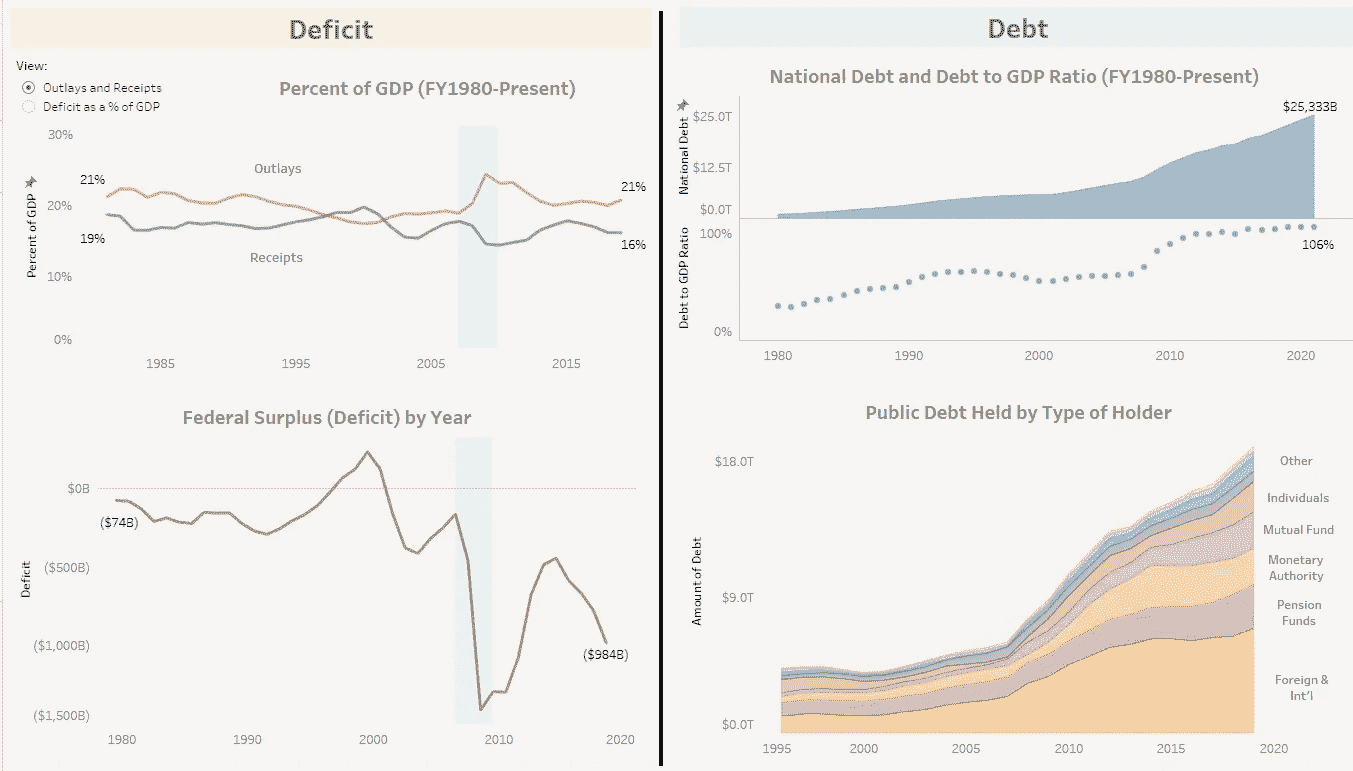 Deficit
View:
Outlays and Receipts
Deficit as a % of GDP
Percent of GDP (FY1980-Present)
Percent of GDP
30%
20%
10%
0%
21%
19%
Outlays
Receipts
21%
16%
1985
1995
2005
2015
Federal Surplus (Deficit) by Year
Deficit
$0B
($500B)
($1,000B)
($1,500B)
($74B)
($984B)
1980
1990
2000
2010
2020
Debt
National Debt and Debt to GDP Ratio (FY1980-Present)
National Debt
$25.0T
$12.5T
$0.0T
$25,333B
Debt to GDP Ratio
100%
0%
106%
1980
1990
2000
2010
2020
Public Debt Held by Type of Holder
Amount of Debt
$18.0T
$9.0T
$0.0T
Other
Individuals
Mutual Fund
Monetary
Authority
Pension
Funds
Foreign &
Int'l
1995
2000
2005
2010
2015
2020